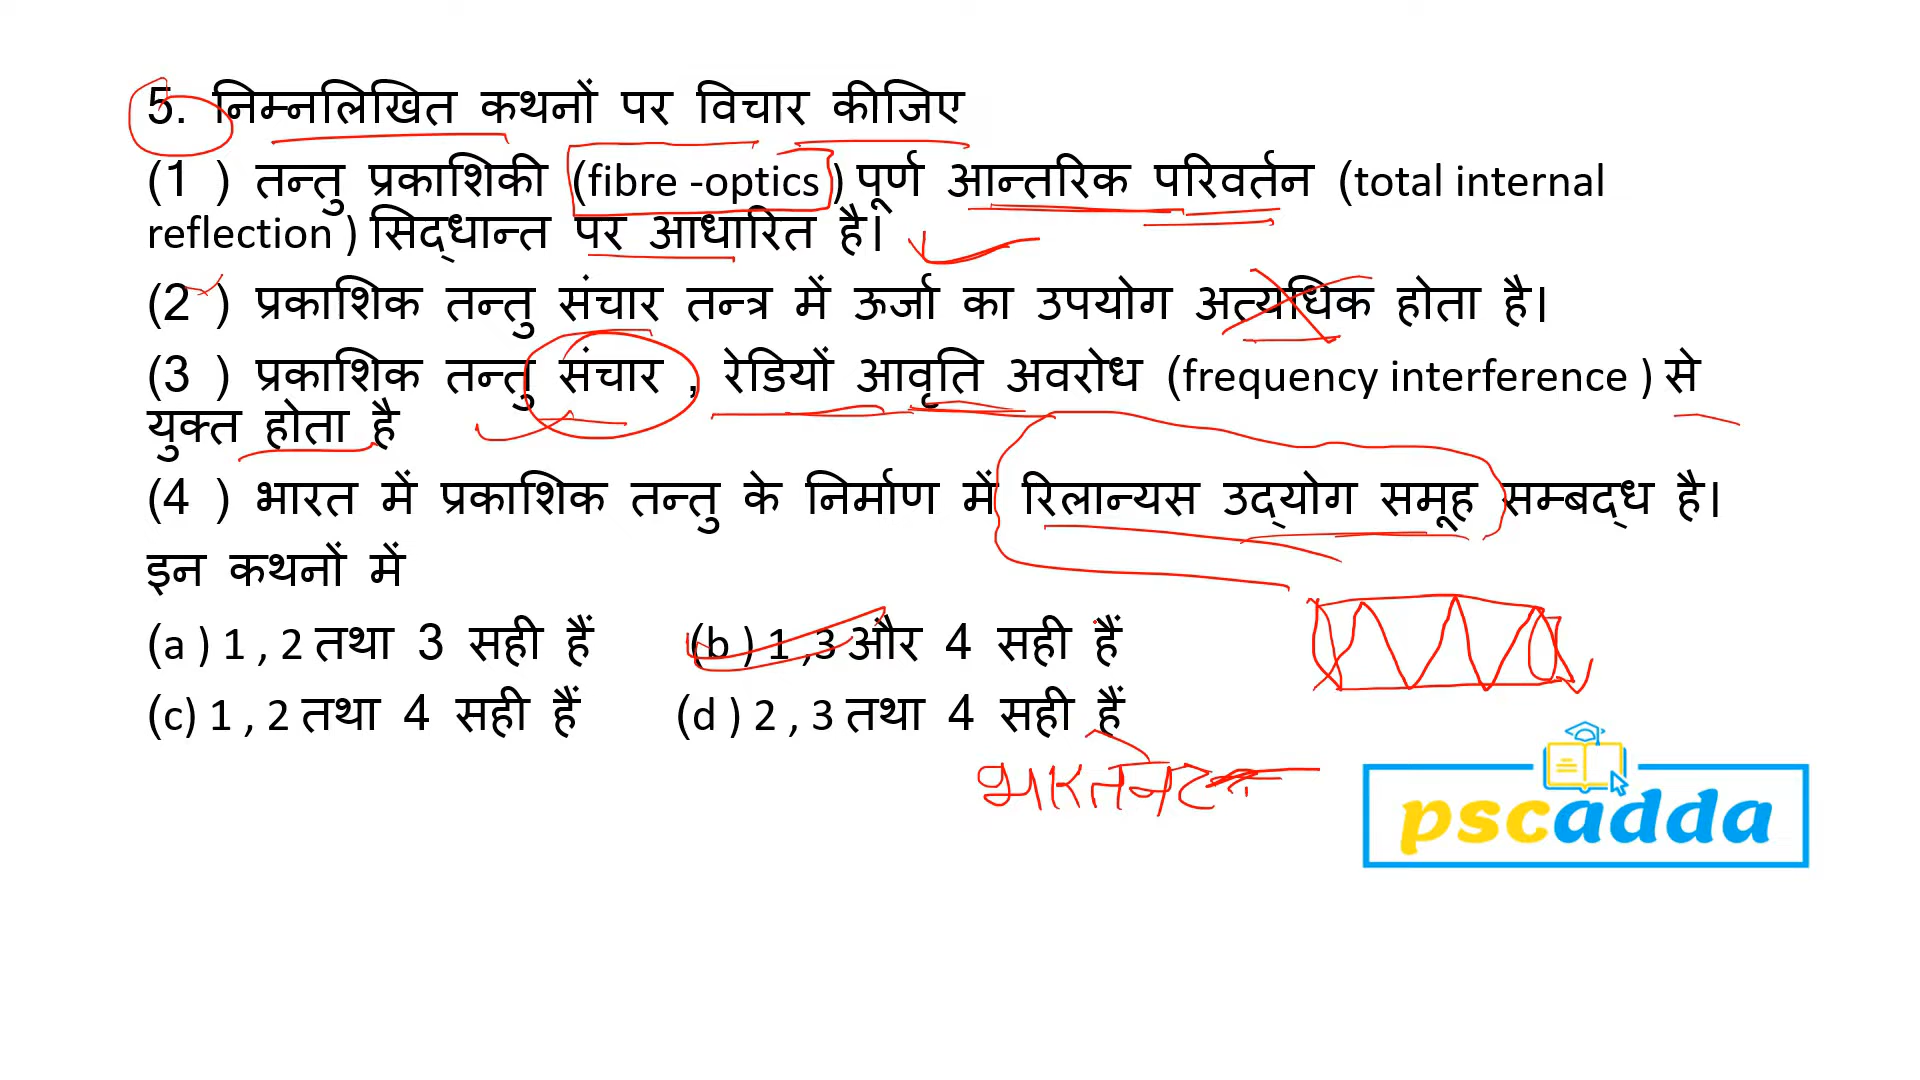 5. निम्नलिखित कथनों पर विचार कीजिए
(1 ) तन्तु प्रकाशिकी (fibre -optics ) पूर्ण आन्तरिक परिवर्तन (total internal
reflection ) सिद्धान्त पर आधारित है।
(2 ) प्रकाशिक तन्तु संचार तन्त्र में ऊर्जा का उपयोग अत्यधिक होता है।
(3 ) प्रकाशिक तन्तु संचार , रेडियों आवृति अवरोध (frequency interference ) से
युक्त होता है
(4 ) भारत में प्रकाशिक तन्तु के निर्माण में रिलान्यस उद्योग समूह सम्बद्ध है।
इन कथनों में
(a ) 1 , 2 तथा 3 सही हैं (b ) 1 ,3 और 4 सही हैं
(c) 1 , 2 तथा 4 सही हैं (d ) 2 , 3 तथा 4 सही हैं
pscadda